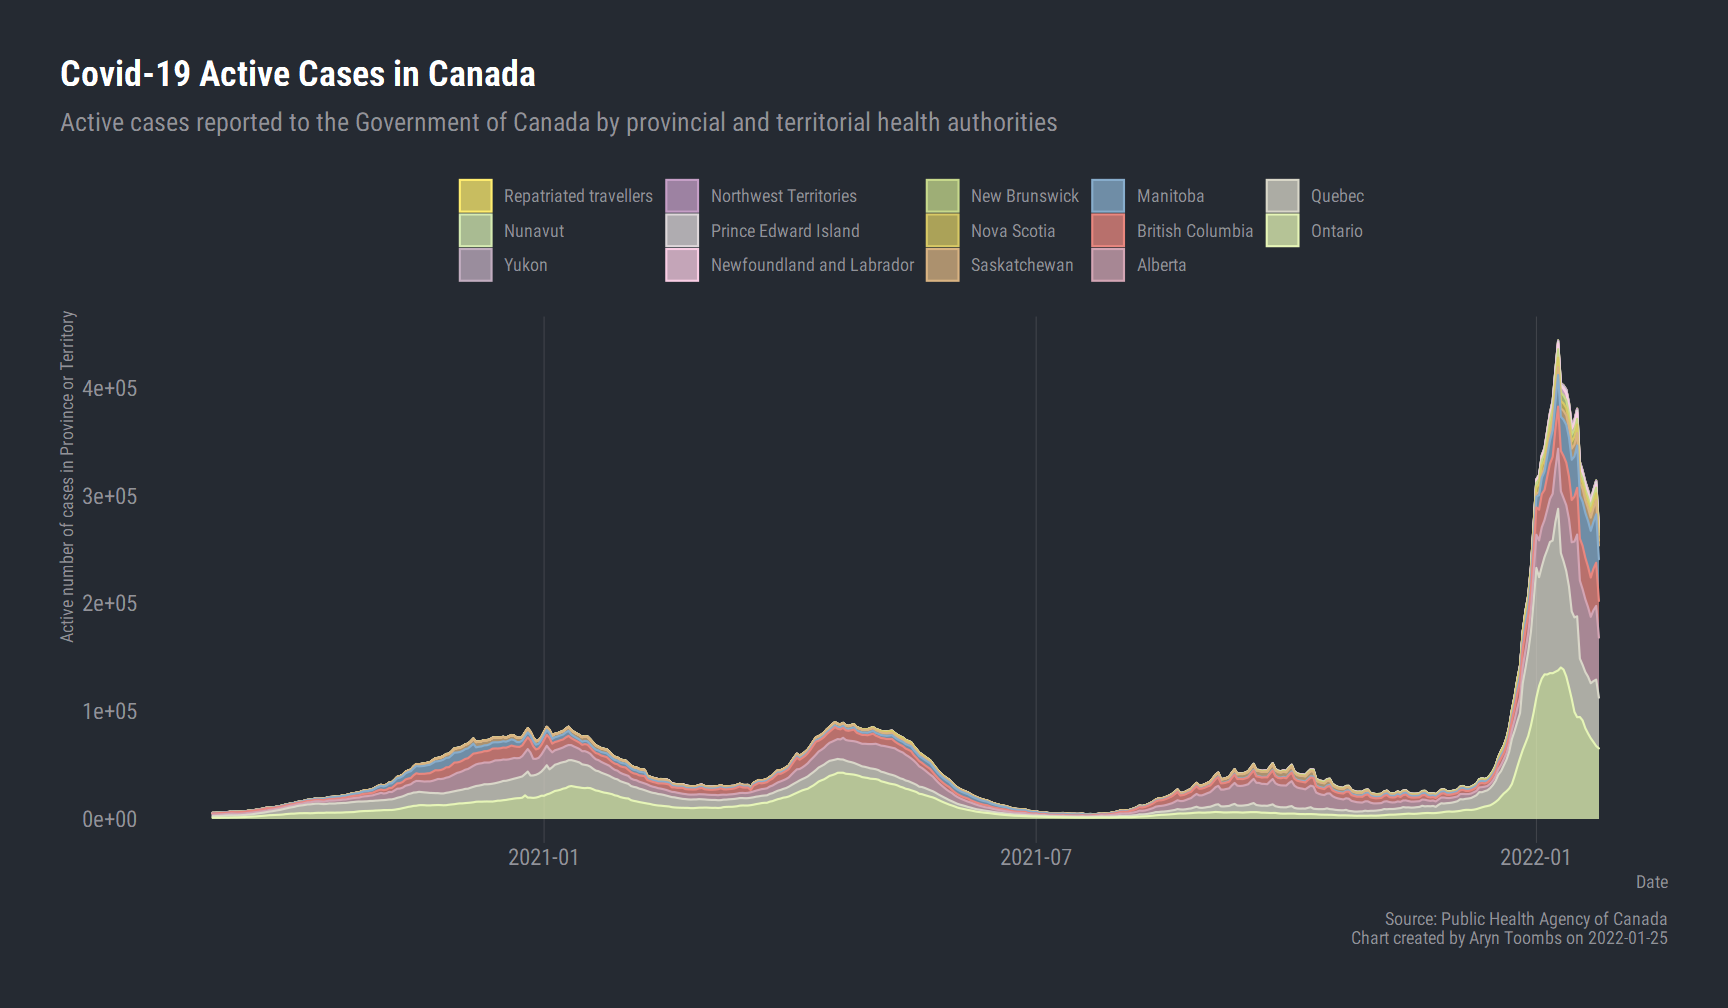 Covid-19 Active Cases in Canada
Active cases reported to the Government of Canada by provincial and territorial health authorities
Repatriated travellers
Northwest Territories
New Brunswick
Manitoba
Quebec
Nunavut
Prince Edward Island
Nova Scotia
British Columbia
Ontario
Yukon
Newfoundland and Labrador
Saskatchewan
Alberta
Active number of cases in Province or Territory
4e+05
3e+05
2e+05
1e+05
0e+00
2021-01
2021-07
2022-01
Date
Source: Public Health Agency of Canada
Chart created by Aryn Toombs on 2022-01-25